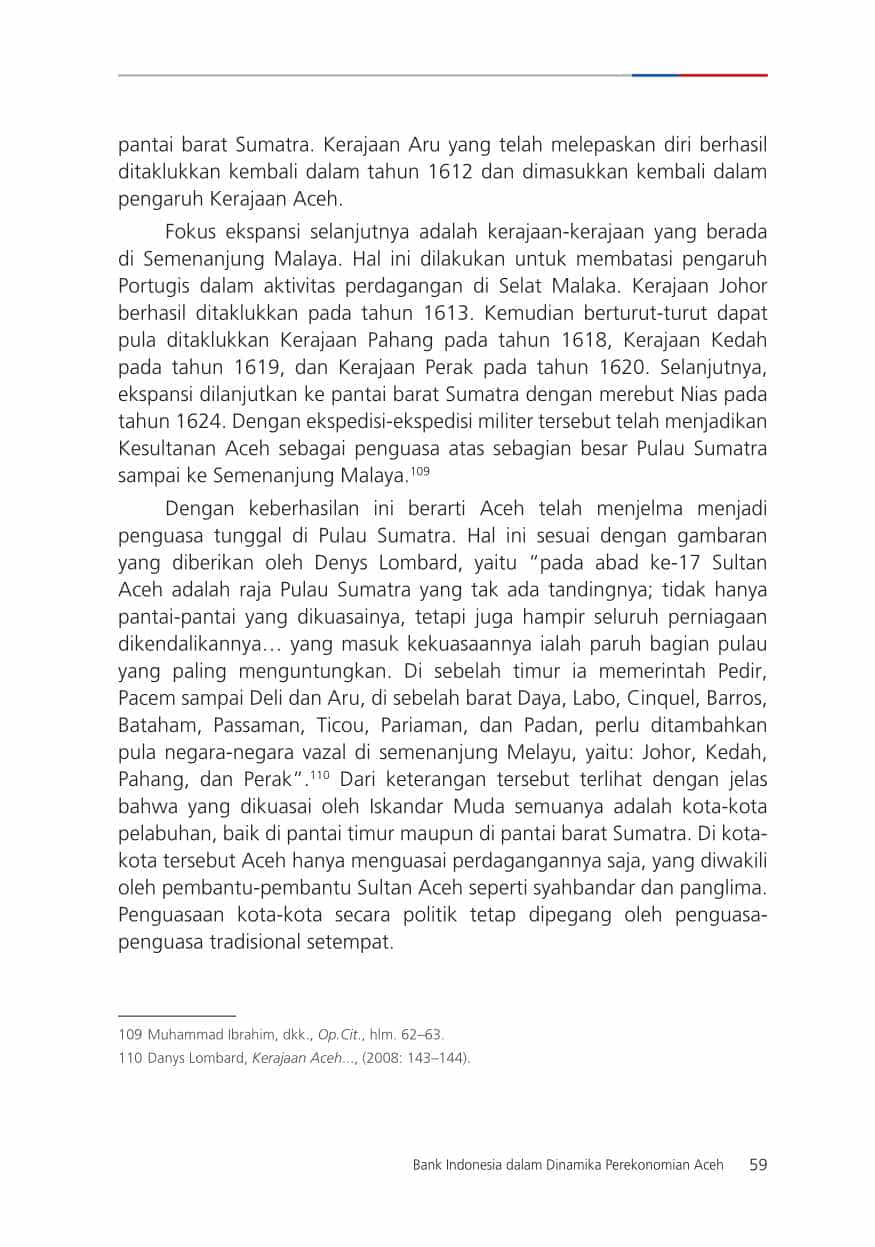 pantai barat Sumatra. Kerajaan Aru yang telah melepaskan diri berhasil
ditaklukkan kembali dalam tahun 1612 dan dimasukkan kembali dalam
pengaruh Kerajaan Aceh.
Fokus ekspansi selanjutnya adalah kerajaan-kerajaan yang berada
di Semenanjung Malaya. Hal ini dilakukan untuk membatasi pengaruh
Portugis dalam aktivitas perdagangan di Selat Malaka. Kerajaan Johor
berhasil ditaklukkan pada tahun 1613. Kemudian berturut-turut dapat
pula ditaklukkan Kerajaan Pahang pada tahun 1618, Kerajaan Kedah
pada tahun 1619, dan Kerajaan Perak pada tahun 1620. Selanjutnya,
ekspansi dilanjutkan ke pantai barat Sumatra dengan merebut Nias pada
tahun 1624. Dengan ekspedisi-ekspedisi militer tersebut telah menjadikan
Kesultanan Aceh sebagai penguasa atas sebagian besar Pulau Sumatra
sampai ke Semenanjung Malaya.109
Dengan keberhasilan ini berarti Aceh telah menjelma menjadi
penguasa tunggal di Pulau Sumatra. Hal ini sesuai dengan gambaran
yang diberikan oleh Denys Lombard, yaitu “pada abad ke-17 Sultan
Aceh adalah raja Pulau Sumatra yang tak ada tandingnya; tidak hanya
pantai-pantai yang dikuasainya, tetapi juga hampir seluruh perniagaan
dikendalikannya… yang masuk kekuasaannya ialah paruh bagian pulau
yang paling menguntungkan. Di sebelah timur ia memerintah Pedir,
Pacem sampai Deli dan Aru, di sebelah barat Daya, Labo, Cinquel, Barros,
Bataham, Passaman, Ticou, Pariaman, dan Padan, perlu ditambahkan
pula negara-negara vazal di semenanjung Melayu, yaitu: Johor, Kedah,
Pahang, dan Perak”.110 Dari keterangan tersebut terlihat dengan jelas
bahwa yang dikuasai oleh Iskandar Muda semuanya adalah kota-kota
pelabuhan, baik di pantai timur maupun di pantai barat Sumatra. Di kota-
kota tersebut Aceh hanya menguasai perdagangannya saja, yang diwakili
oleh pembantu-pembantu Sultan Aceh seperti syahbandar dan panglima.
Penguasaan kota-kota secara politik tetap dipegang oleh penguasa-
penguasa tradisional setempat.
109 Muhammad Ibrahim, dkk., Op.Cit., hlm. 62–63.
110 Danys Lombard, Kerajaan Aceh..., (2008: 143–144).
Bank Indonesia dalam Dinamika Perekonomian Aceh 59